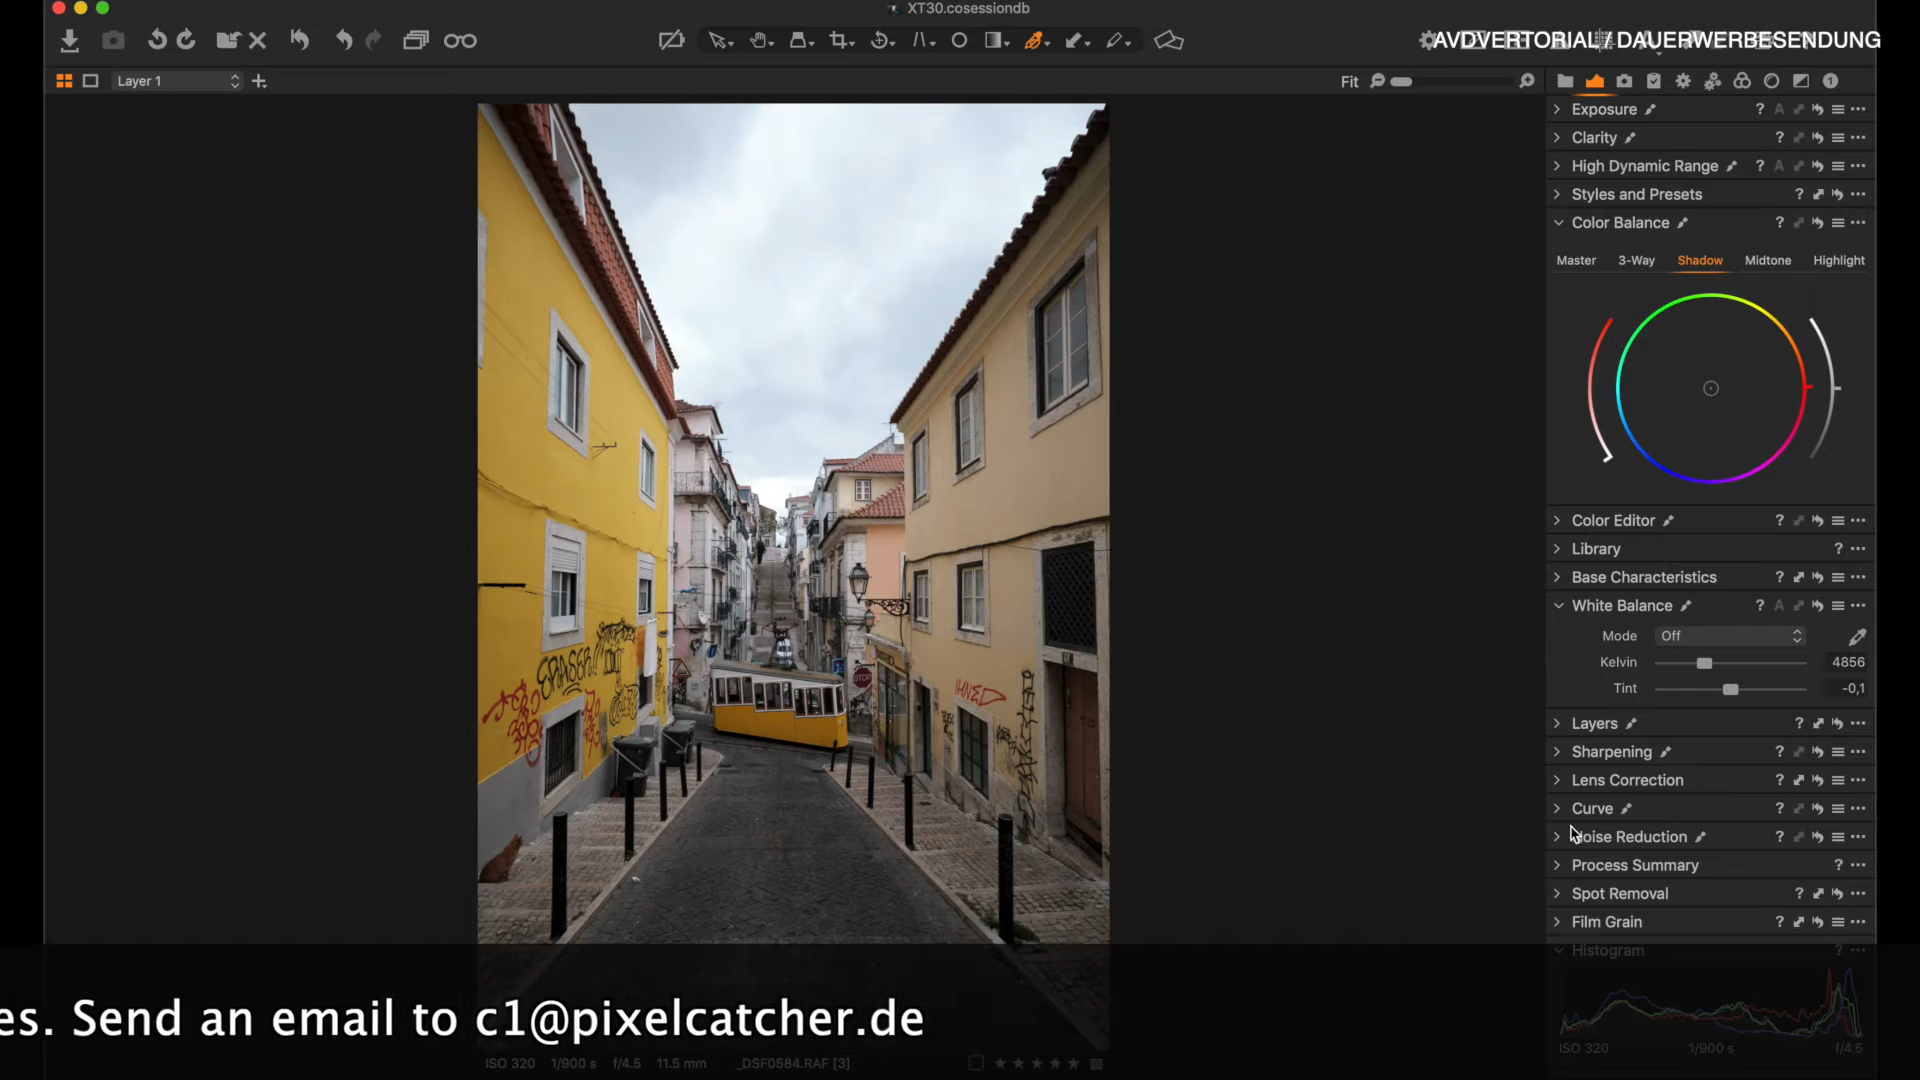 XT30.cosessiondb
ADVERTORIAL / DAUERWERBESENDUNG
Layer 1
Fit
Exposure
Clarity
High Dynamic Range
Styles and Presets
Color Balance
Master 3-Way Shadow Midtone Highlight
Color Editor
Library
Base Characteristics
White Balance
Mode Off
Kelvin 4856
Tint -0,1
Layers
Sharpening
Lens Correction
Curve
Noise Reduction
Process Summary
Spot Removal
Film Grain
Histogram
ISO 320 1/900 s f/4.5
STOP
es. Send an email to c1@pixelcatcher.de
ISO 320 1/900 s f/4.5 11.5 mm _DSF0584.RAF [3]